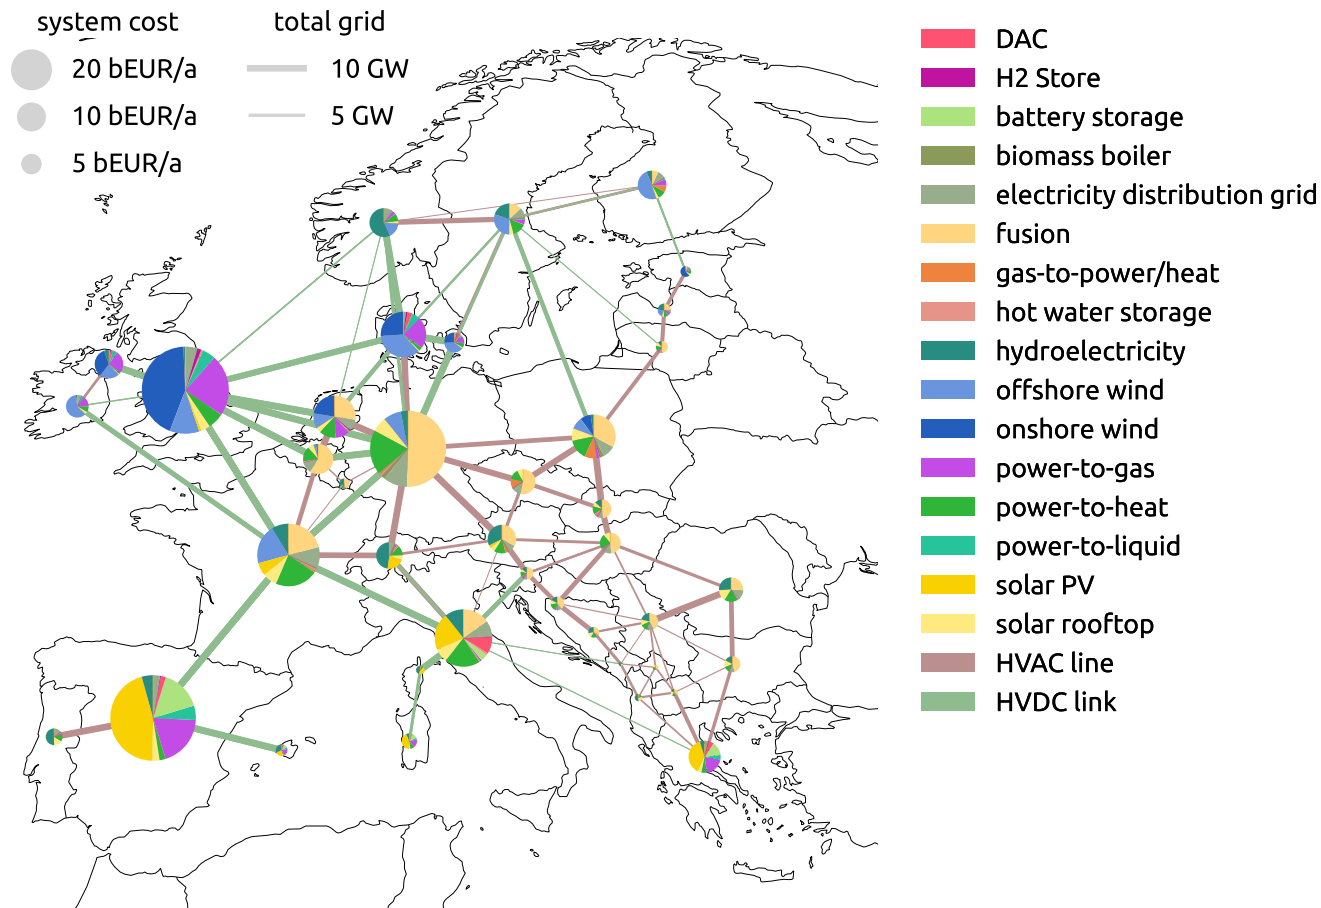 system cost
total grid
20 bEUR/a
10 GW
10 bEUR/a
5 GW
5 bEUR/a
DAC
H2 Store
battery storage
biomass boiler
electricity distribution grid
fusion
gas-to-power/heat
hot water storage
hydroelectricity
offshore wind
onshore wind
power-to-gas
power-to-heat
power-to-liquid
solar PV
solar rooftop
HVAC line
HVDC link